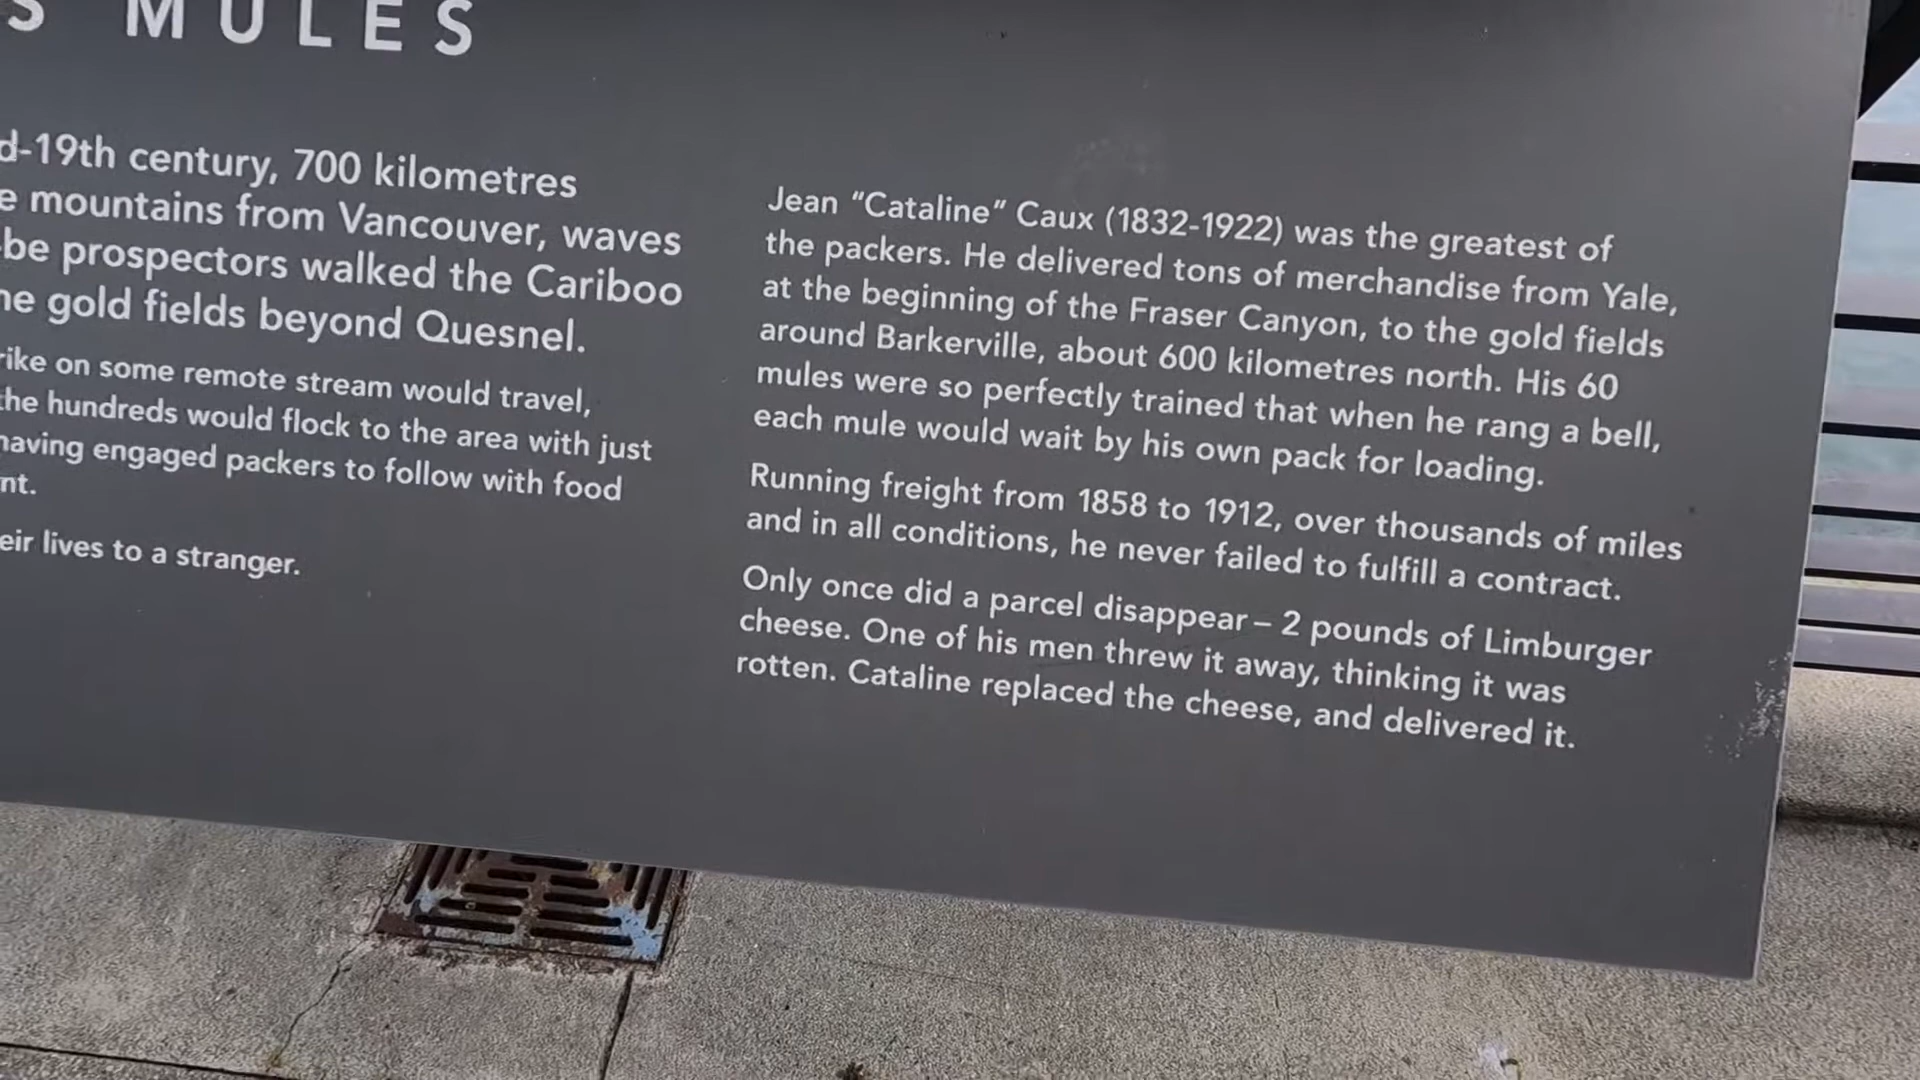 S MULES
d-19th century, 700 kilometres
e mountains from Vancouver, waves
-be prospectors walked the Cariboo
he gold fields beyond Quesnel.
rike on some remote stream would travel,
the hundreds would flock to the area with just
having engaged packers to follow with food
nt.
eir lives to a stranger.
Jean "Cataline" Caux (1832-1922) was the greatest of
the packers. He delivered tons of merchandise from Yale,
at the beginning of the Fraser Canyon, to the gold fields
around Barkerville, about 600 kilometres north. His 60
mules were so perfectly trained that when he rang a bell,
each mule would wait by his own pack for loading.
Running freight from 1858 to 1912, over thousands of miles
and in all conditions, he never failed to fulfill a contract.
Only once did a parcel disappear – 2 pounds of Limburger
cheese. One of his men threw it away, thinking it was
rotten. Cataline replaced the cheese, and delivered it.